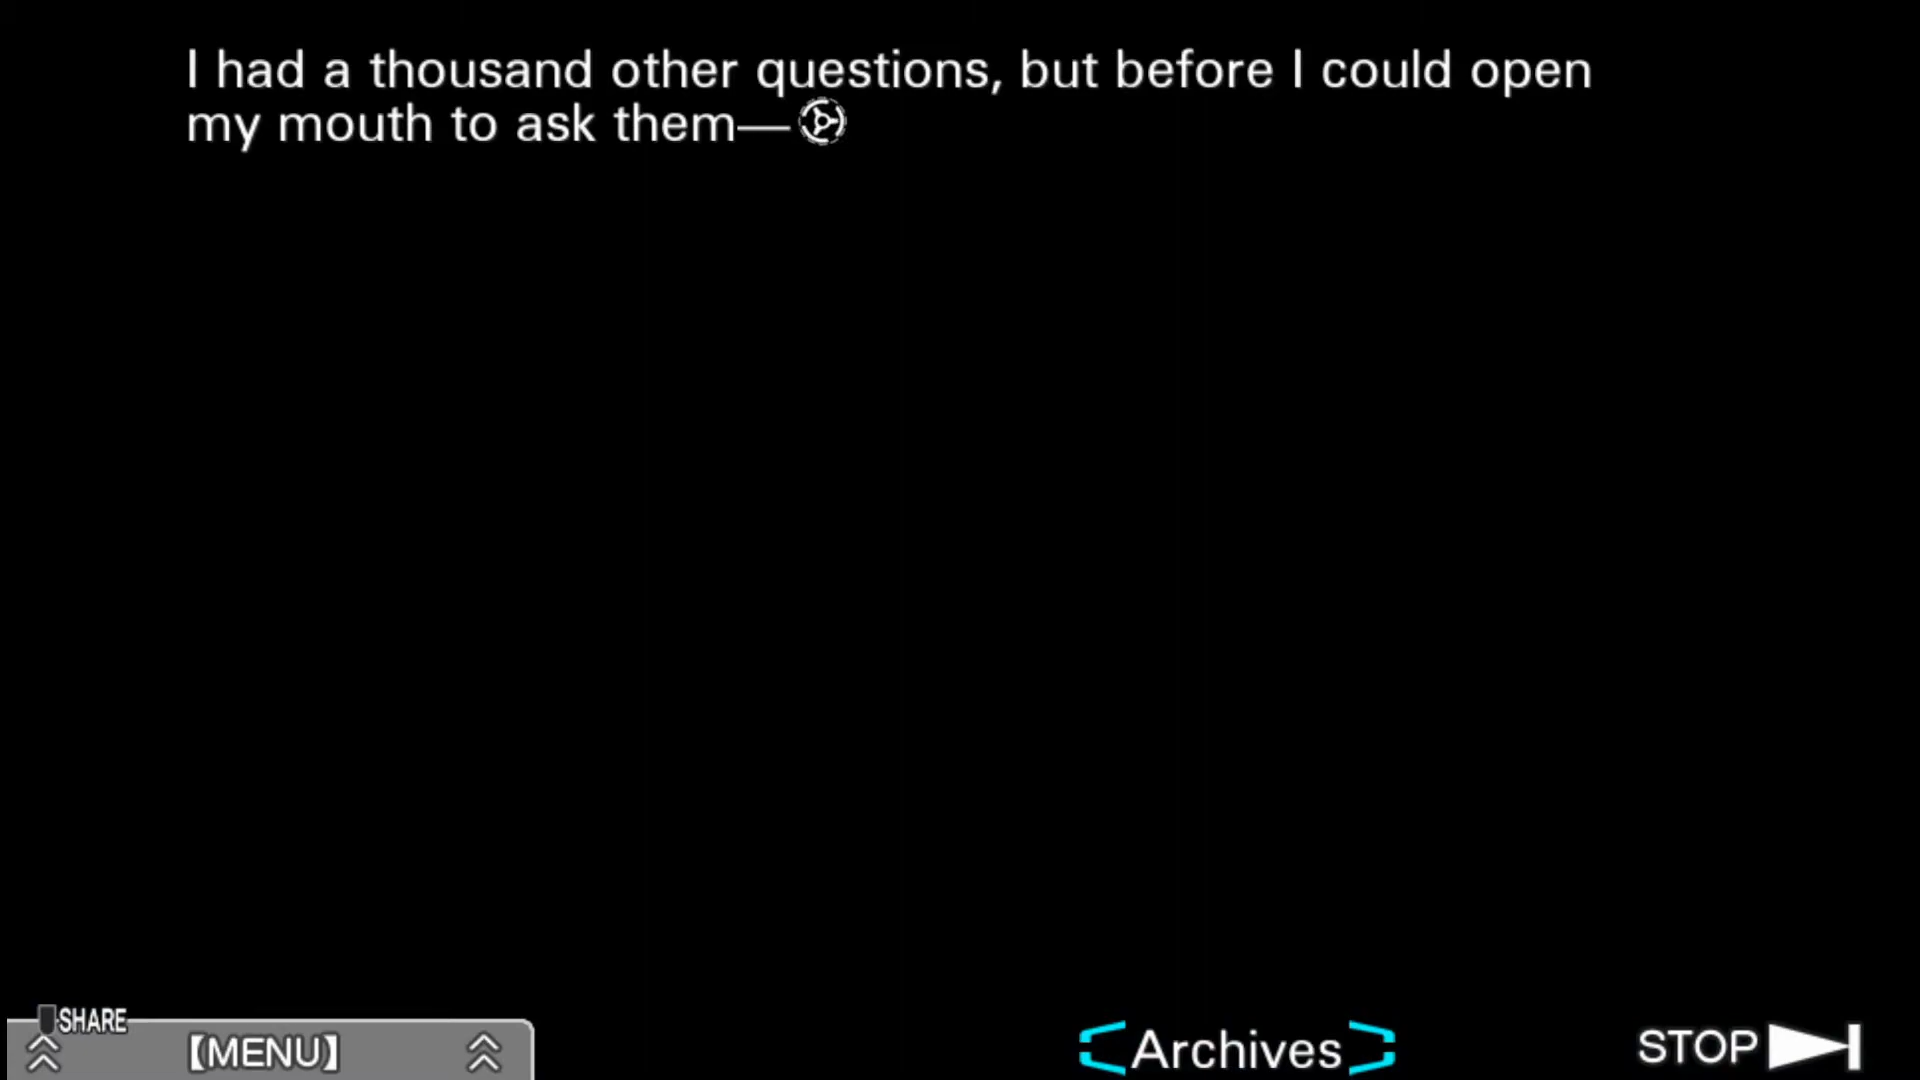 I had a thousand other questions, but before I could open
my mouth to ask them—
SHARE
【MENU】
Archives
STOP